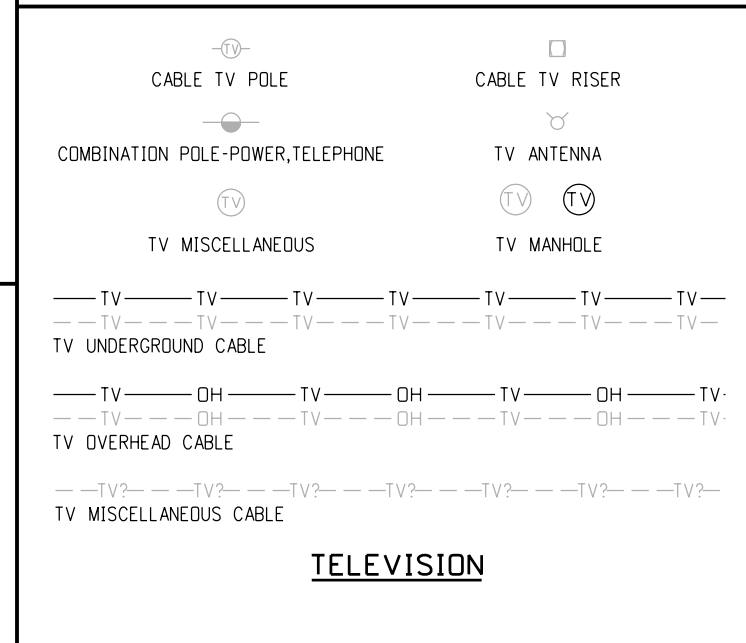 TV
CABLE TV POLE CABLE TV RISER
COMBINATION POLE-POWER,TELEPHONE TV ANTENNA
TV TV TV
TV MISCELLANEOUS TV MANHOLE
TV TV TV TV TV TV TV
TV TV TV TV TV TV TV
TV UNDERGROUND CABLE
TV OH TV OH TV OH TV
TV OH TV OH TV OH TV
TV OVERHEAD CABLE
TV? TV? TV? TV? TV? TV? TV?
TV MISCELLANEOUS CABLE
TELEVISION